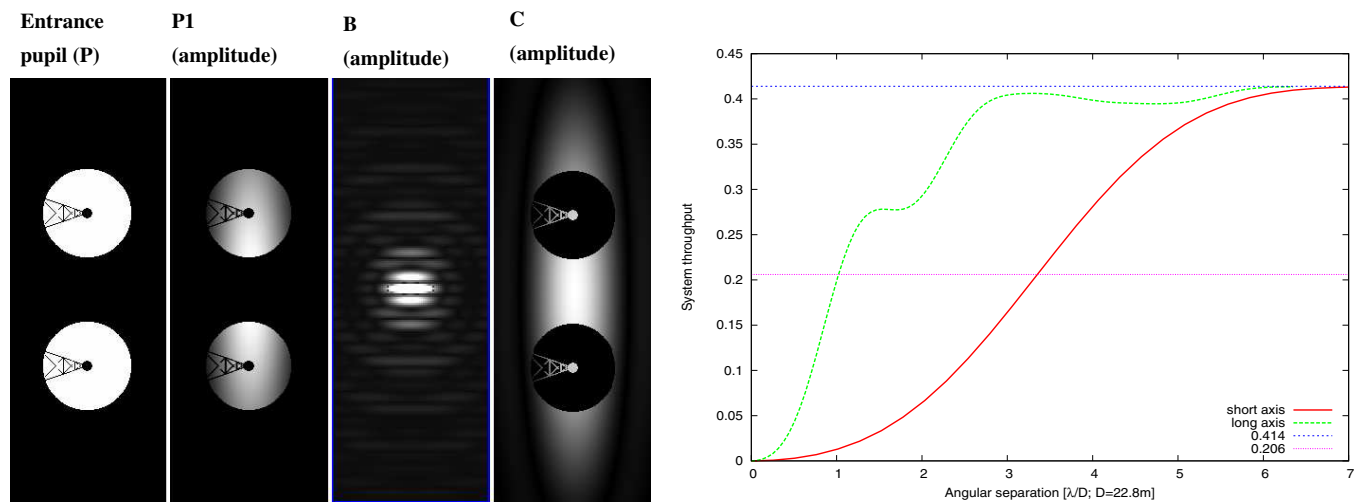 Entrance
pupil (P)
P1
(amplitude)
B
(amplitude)
C
(amplitude)
0.45
0.4
0.35
0.3
0.25
0.2
0.15
0.1
0.05
0
System throughput
short axis
long axis
0.414
0.206
0 1 2 3 4 5 6 7
Angular separation [λ/D; D=22.8m]